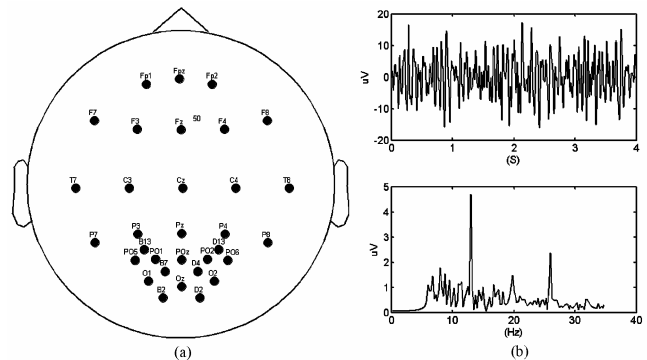 Fp1 Fpz Fp2
F7 F3 Fz 50 F4 F8
T7 C3 Cz C4 T8
P7 P3 Pz P4 P8
B13 D13
PO5 PO1 POz PO2 PO6
B7 D4
O1 Oz O2
B2 D2
(a)
20
10
0
-10
-20
uV
0 1 2 3 4
(S)
5
4
3
2
1
0
uV
0 10 20 30 40
(Hz)
(b)